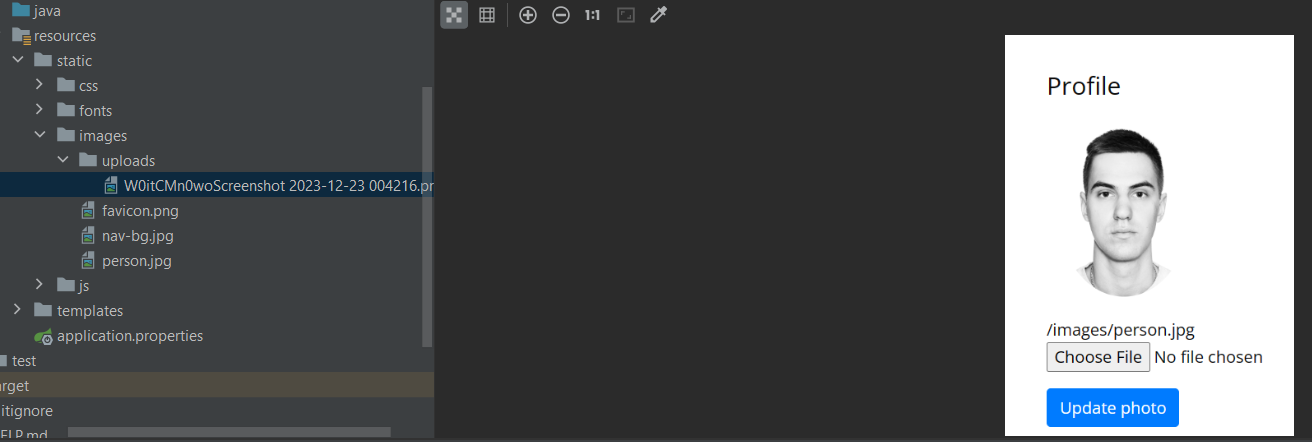 java
resources
static
css
fonts
images
uploads
W0itCMn0woScreenshot 2023-12-23 004216.pr
favicon.png
nav-bg.jpg
person.jpg
js
templates
application.properties
test
arget
itignore
ELP.md
1:1
Profile
/images/person.jpg
Choose File No file chosen
Update photo